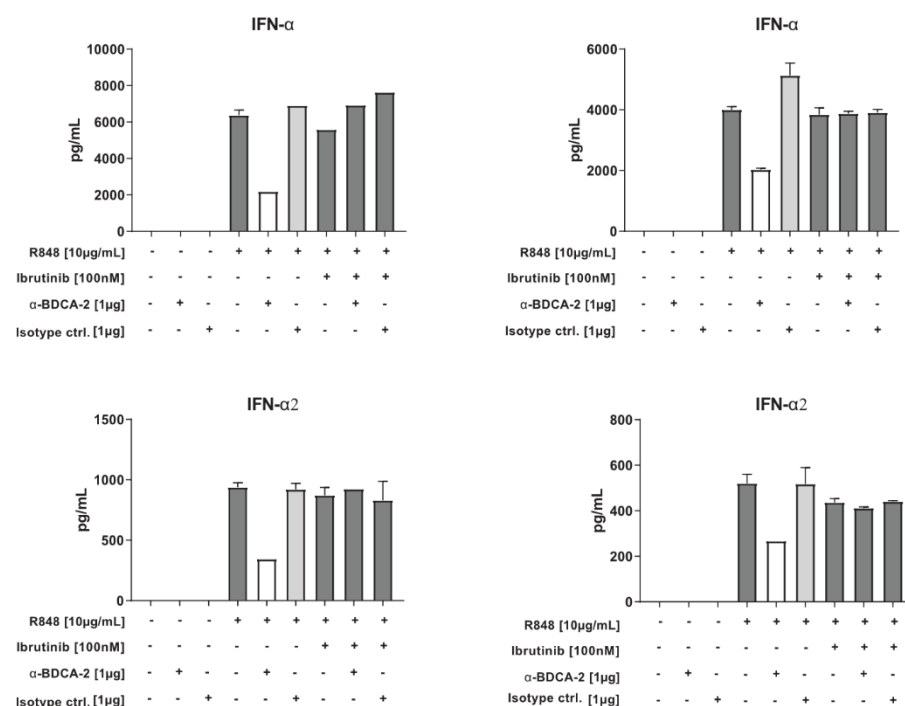 IFN-α
10000
8000
6000
4000
2000
0
pg/mL
R848 [10µg/mL] - - - + + + + + +
Ibrutinib [100nM] - - - - - - + + +
α-BDCA-2 [1µg] - + - - + - - + -
Isotype ctrl. [1µg] - - + - - + - - +
IFN-α
6000
4000
2000
0
pg/mL
R848 [10µg/mL] - - - + + + + + +
Ibrutinib [100nM] - - - - - - + + +
α-BDCA-2 [1µg] - + - - + - - + -
Isotype ctrl. [1µg] - - + - - + - - +
IFN-α2
1500
1000
500
0
pg/mL
R848 [10µg/mL] - - - + + + + + +
Ibrutinib [100nM] - - - - - - + + +
α-BDCA-2 [1µg] - + - - + - - + -
Isotype ctrl. [1µg] - - + - - + - - +
IFN-α2
800
600
400
200
0
pg/mL
R848 [10µg/mL] - - - + + + + + +
Ibrutinib [100nM] - - - - - - + + +
α-BDCA-2 [1µg] - + - - + - - + -
Isotype ctrl. [1µg] - - + - - + - - +